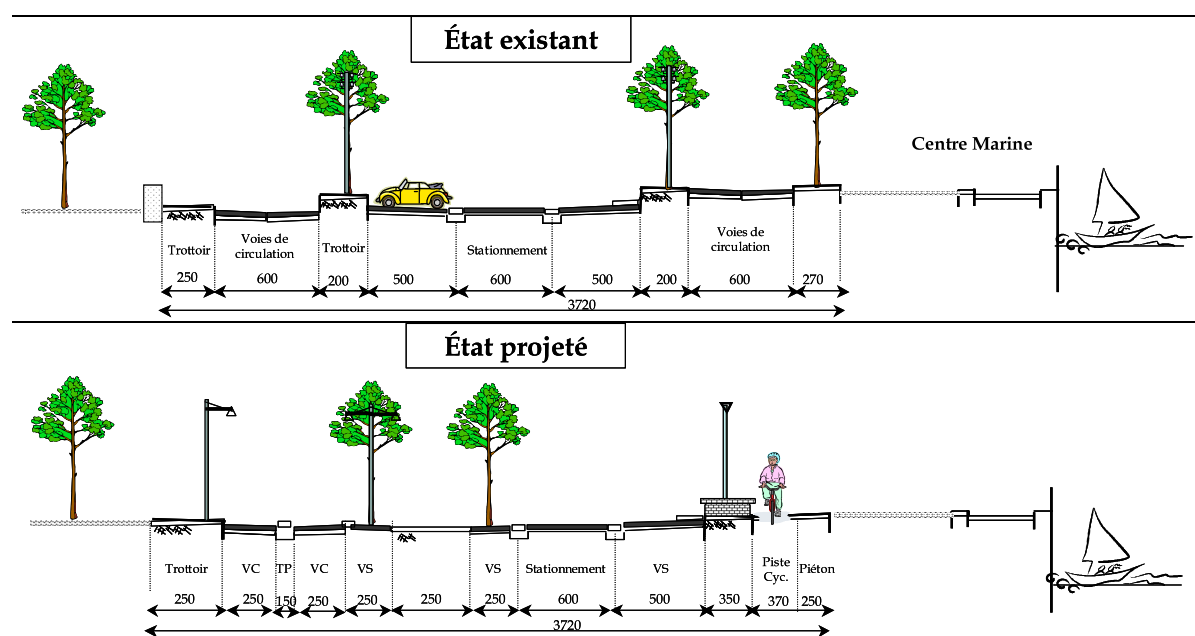 État existant
Centre Marine
Trottoir
Voies de
circulation
Trottoir
Stationnement
Voies de
circulation
250
600
200
500
600
500
200
600
270
3720
État projeté
Trottoir
VC
TP
VC
VS
VS
Stationnement
VS
Piste
Cyc.
Piéton
250
250
150
250
250
250
250
600
500
350
370
250
3720